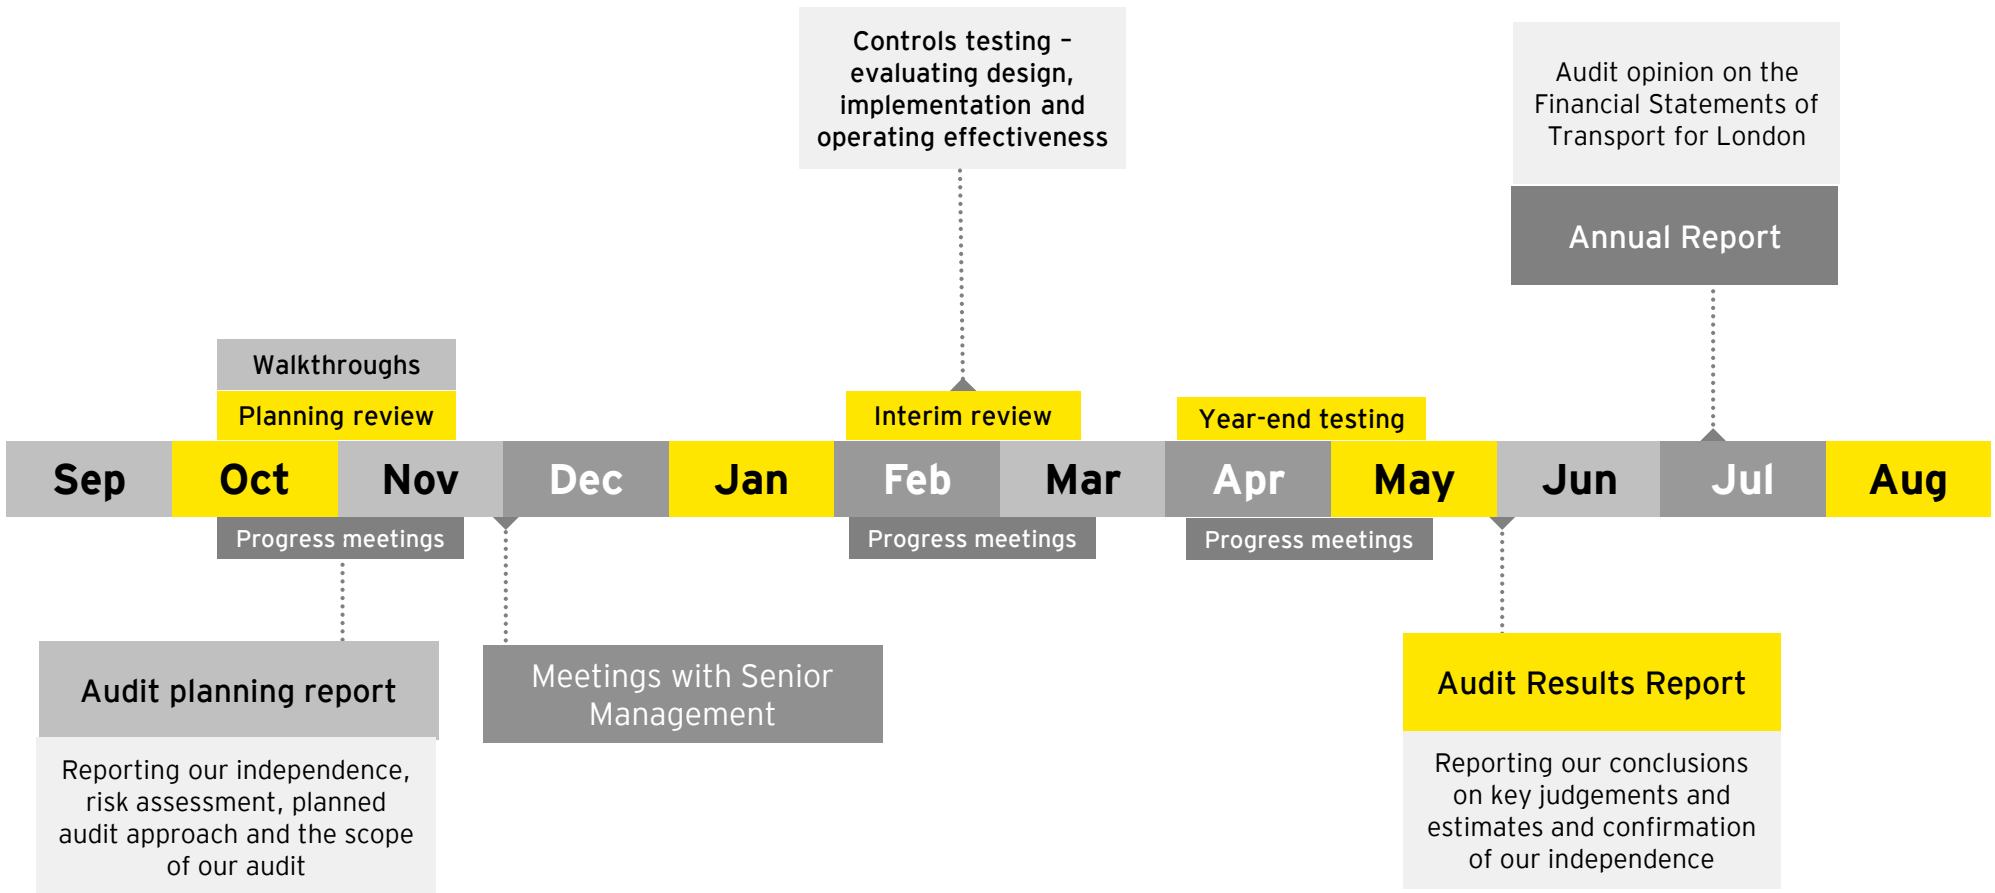 Controls testing –
evaluating design,
implementation and
operating effectiveness
Audit opinion on the
Financial Statements of
Transport for London
Annual Report
Walkthroughs
Planning review
Interim review
Year-end testing
Sep Oct Nov Dec Jan Feb Mar Apr May Jun Jul Aug
Progress meetings
Progress meetings
Progress meetings
Audit planning report
Reporting our independence,
risk assessment, planned
audit approach and the scope
of our audit
Meetings with Senior
Management
Audit Results Report
Reporting our conclusions
on key judgements and
estimates and confirmation
of our independence